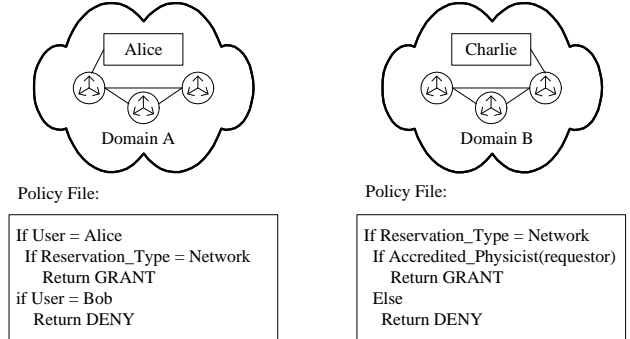 Alice
Domain A
Policy File:
If User = Alice
If Reservation_Type = Network
Return GRANT
if User = Bob
Return DENY
Charlie
Domain B
Policy File:
If Reservation_Type = Network
If Accredited_Physicist(requestor)
Return GRANT
Else
Return DENY